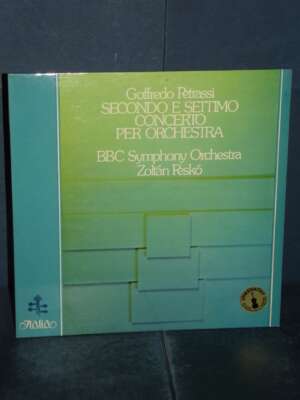 Goffredo Petrassi
SECONDO E SETTIMO
CONCERTO
PER ORCHESTRA
BBC Symphony Orchestra
Zoltán Peskó
Italia